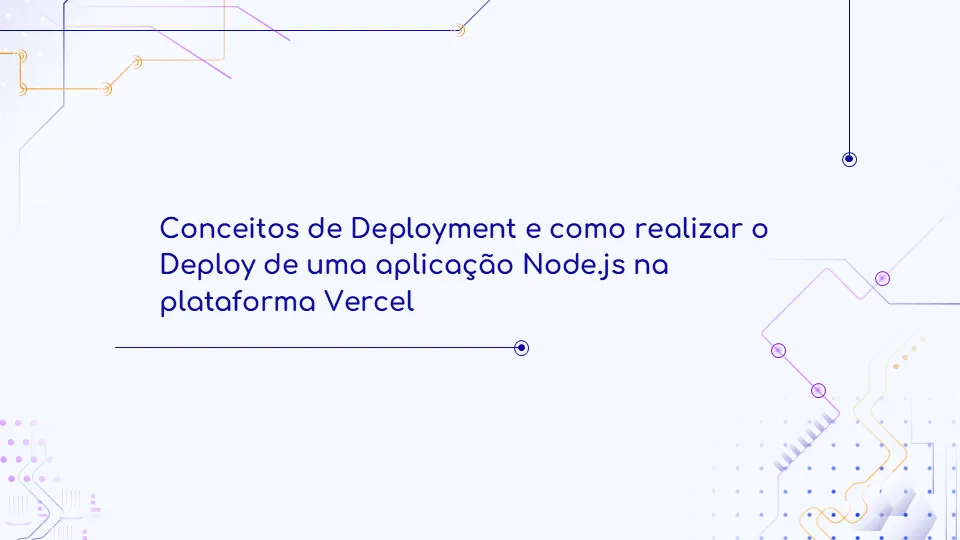 Conceitos de Deployment e como realizar o
Deploy de uma aplicação Node.js na
plataforma Vercel